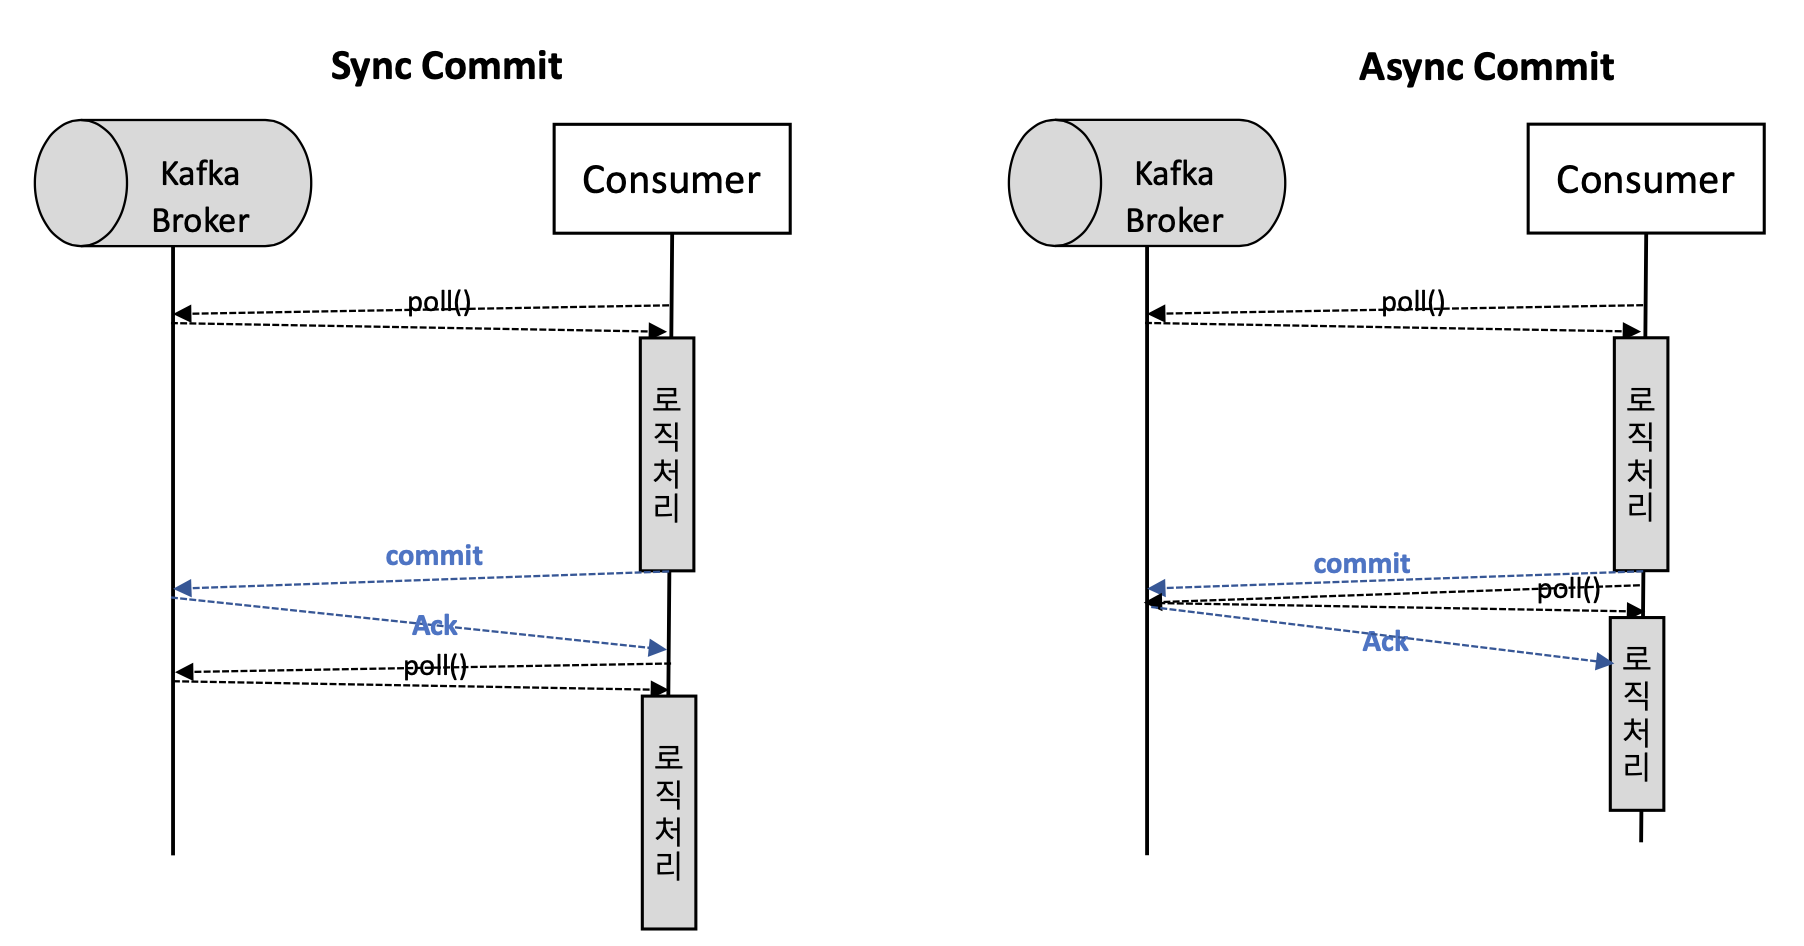 Sync Commit
Kafka
Broker
Consumer
poll()
로
직
처
리
commit
Ack
poll()
로
직
처
리
Async Commit
Kafka
Broker
Consumer
poll()
로
직
처
리
commit
poll()
Ack
로
직
처
리